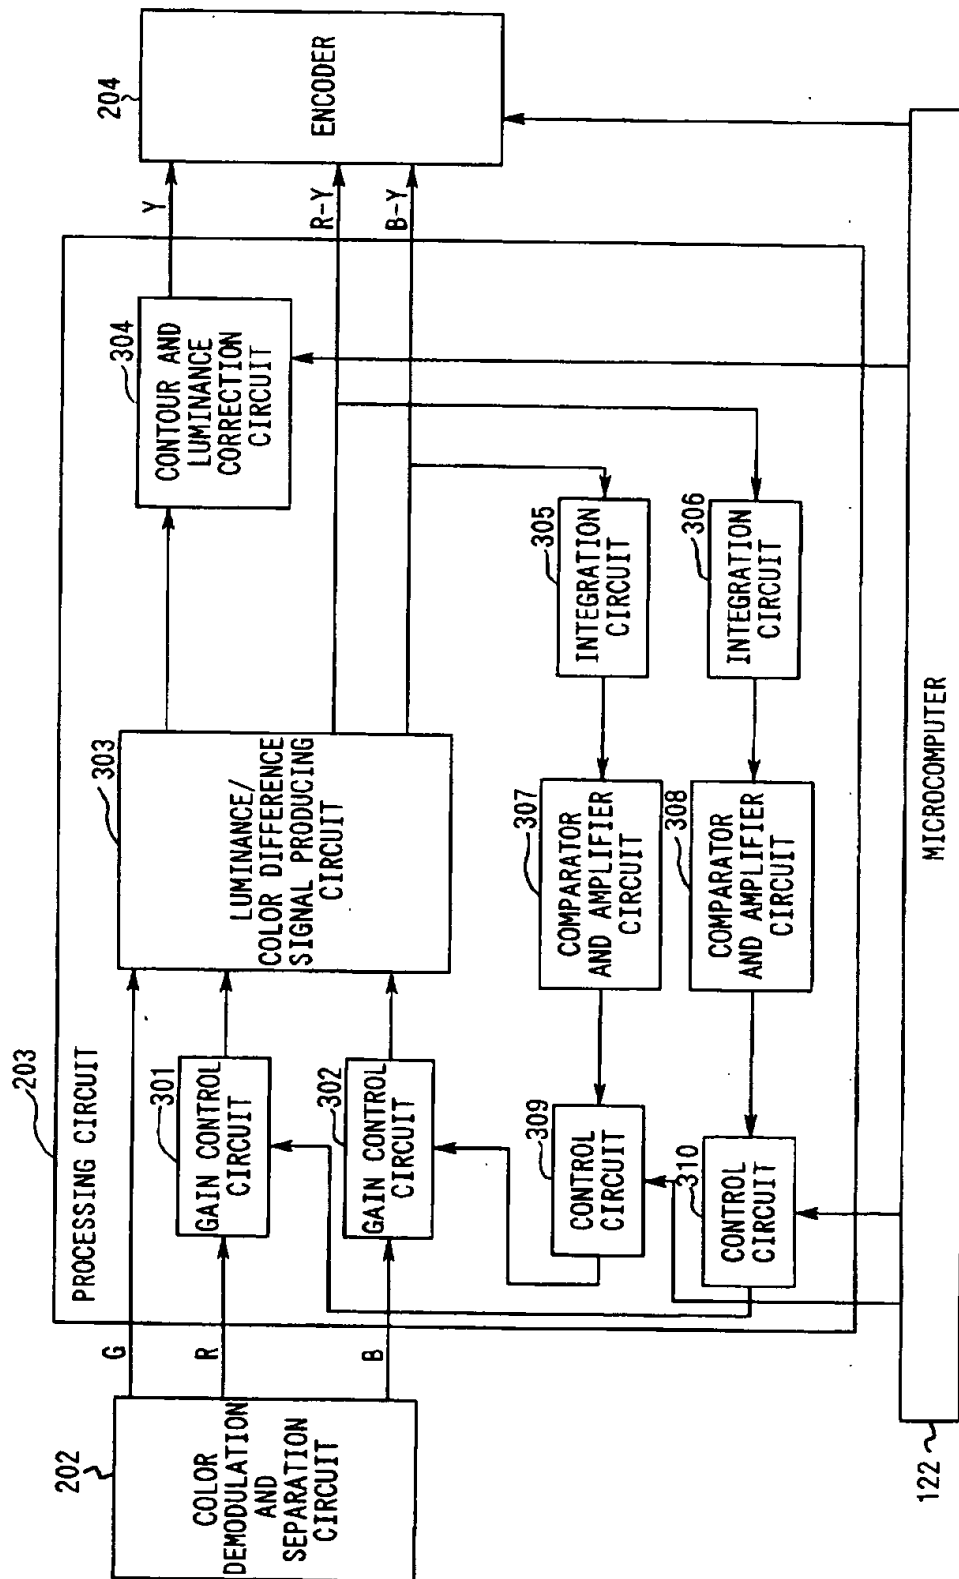 203
PROCESSING CIRCUIT
202
COLOR
DEMODULATION
AND
SEPARATION
CIRCUIT
G
R
B
301
GAIN CONTROL
CIRCUIT
302
GAIN CONTROL
CIRCUIT
303
LUMINANCE/
COLOR DIFFERENCE
SIGNAL PRODUCING
CIRCUIT
304
CONTOUR AND
LUMINANCE
CORRECTION
CIRCUIT
Y
R-Y
B-Y
204
ENCODER
309
CONTROL
CIRCUIT
307
COMPARATOR
AND AMPLIFIER
CIRCUIT
305
INTEGRATION
CIRCUIT
310
CONTROL
CIRCUIT
308
COMPARATOR
AND AMPLIFIER
CIRCUIT
306
INTEGRATION
CIRCUIT
122
MICROCOMPUTER